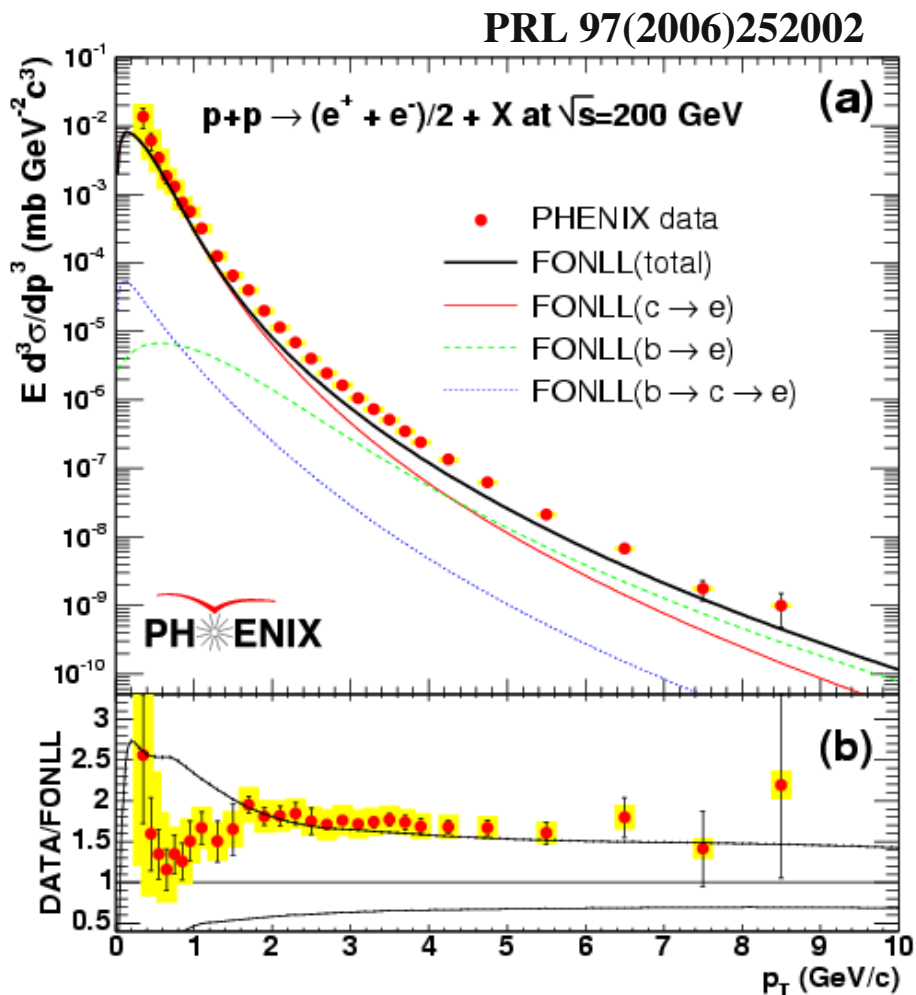 PRL 97(2006)252002
(a)
p+p → (e⁺ + e⁻)/2 + X at √s=200 GeV
E d³σ/dp³ (mb GeV⁻²c³)
10⁻¹
10⁻²
10⁻³
10⁻⁴
10⁻⁵
10⁻⁶
10⁻⁷
10⁻⁸
10⁻⁹
10⁻¹⁰
PHENIX data
FONLL(total)
FONLL(c → e)
FONLL(b → e)
FONLL(b → c → e)
PHENIX
(b)
DATA/FONLL
3
2.5
2
1.5
1
0.5
0 1 2 3 4 5 6 7 8 9 10
p_T (GeV/c)